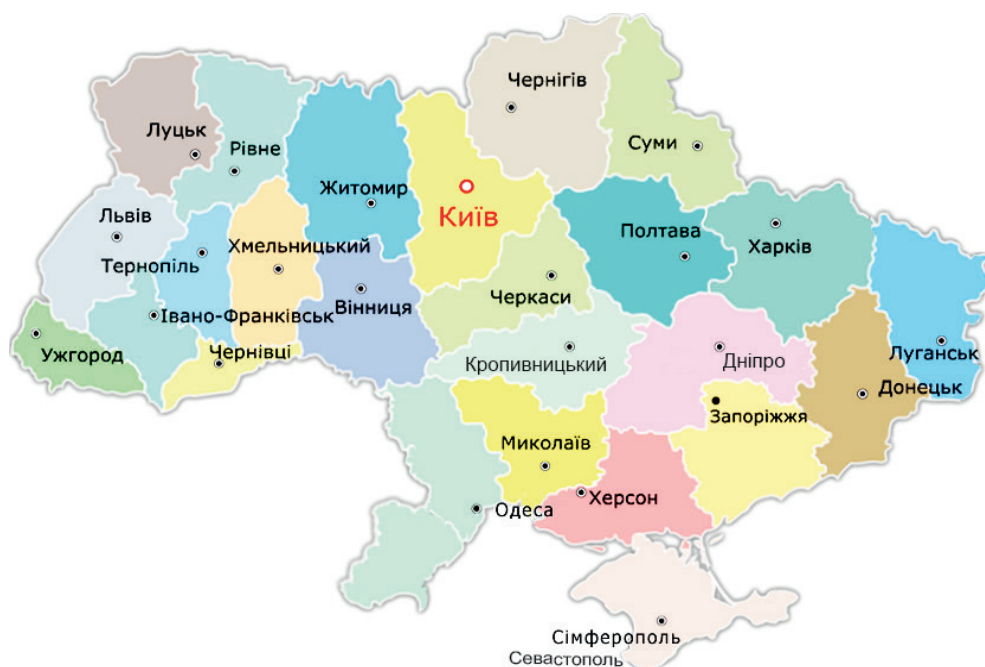 Чернігів
Луцьк
Суми
Рівне
Житомир
Київ
Львів
Полтава
Харків
Хмельницький
Тернопіль
Черкаси
Вінниця
Івано-Франківськ
Чернівці
Ужгород
Кропивницький
Дніпро
Луганськ
Донецьк
Запоріжжя
Миколаїв
Херсон
Одеса
Сімферополь
Севастополь